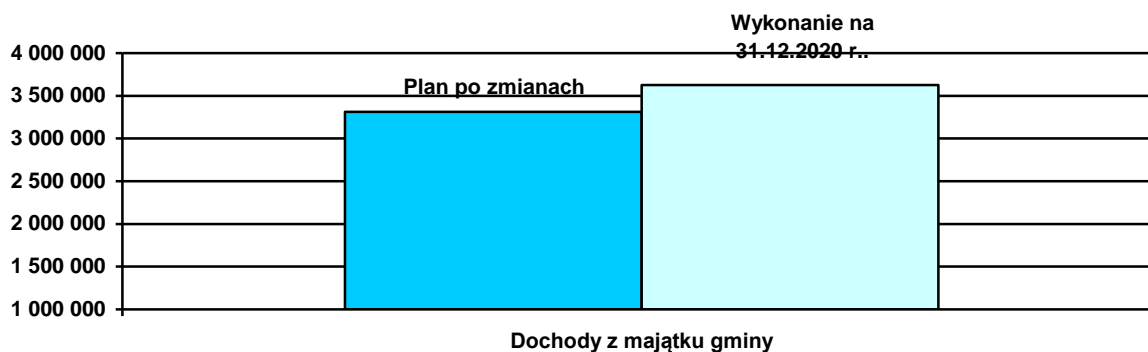 Wykonanie na
31.12.2020 r..
4 000 000
Plan po zmianach
3 500 000
3 000 000
2 500 000
2 000 000
1 500 000
1 000 000
Dochody z majątku gminy